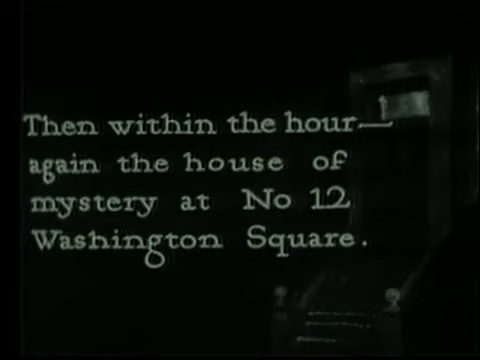 Then within the hour—
again the house of
mystery at No 12
Washington Square.